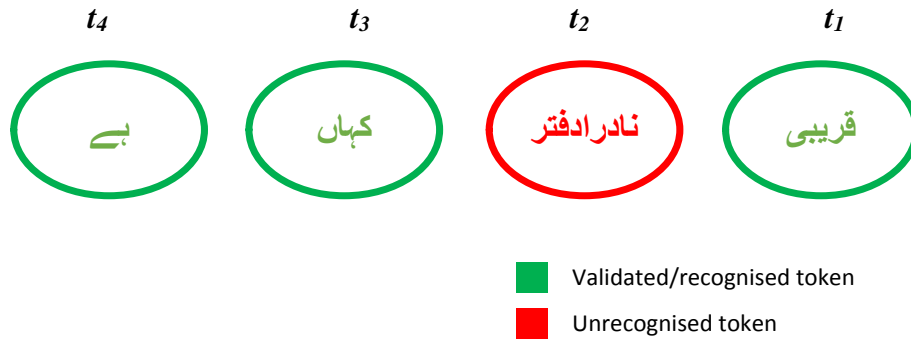 t4 t3 t2 t1
قریبی نادرادفتر کہاں ہے
Validated/recognised token
Unrecognised token